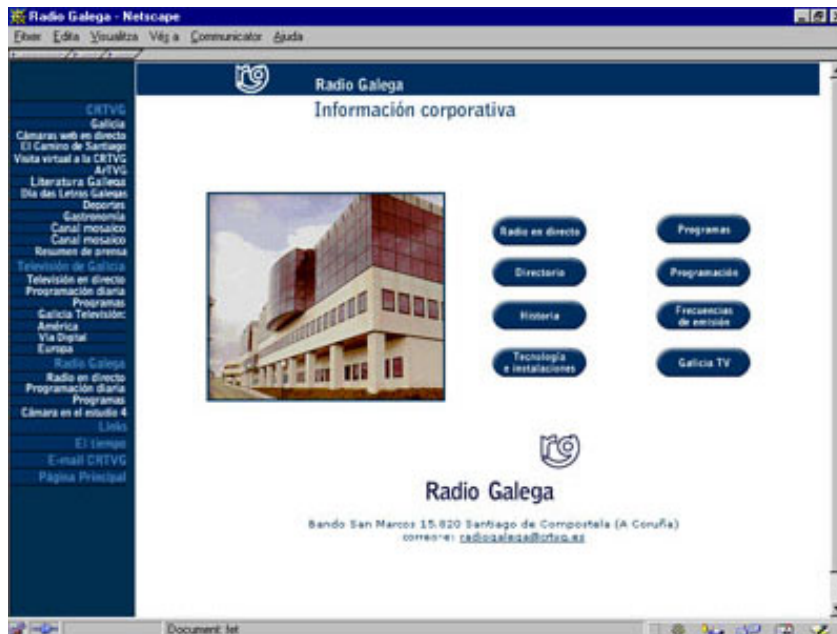 Radio Galega - Netscape
Fitxer Edita Visualitza Vés a Communicator Ajuda
Radio Galega
Información corporativa
CRTVG
Galicia
Cámaras web en directo
El Camino de Santiago
Visita virtual a la CRTVG
ArTVG
Literatura Gallega
Día das Letras Galegas
Deportes
Gastronomía
Canal mosaico
Canal mosaico
Resumen de prensa
Televisión de Galicia
Televisión en directo
Programación diaria
Programas
Galicia Televisión:
América
Vía Digital
Europa
Radio Galega
Radio en directo
Programación diaria
Programas
Cámara en el estudio 4
Links
El tiempo
E-mail CRTVG
Página Principal
Radio en directo
Programas
Directorio
Programación
Historia
Frecuencias
de emisión
Tecnología
e instalaciones
Galicia TV
Radio Galega
Bando San Marcos 15.820 Santiago de Compostela (A Coruña)
correo-e: radiogalega@crtvg.es
Document: fet